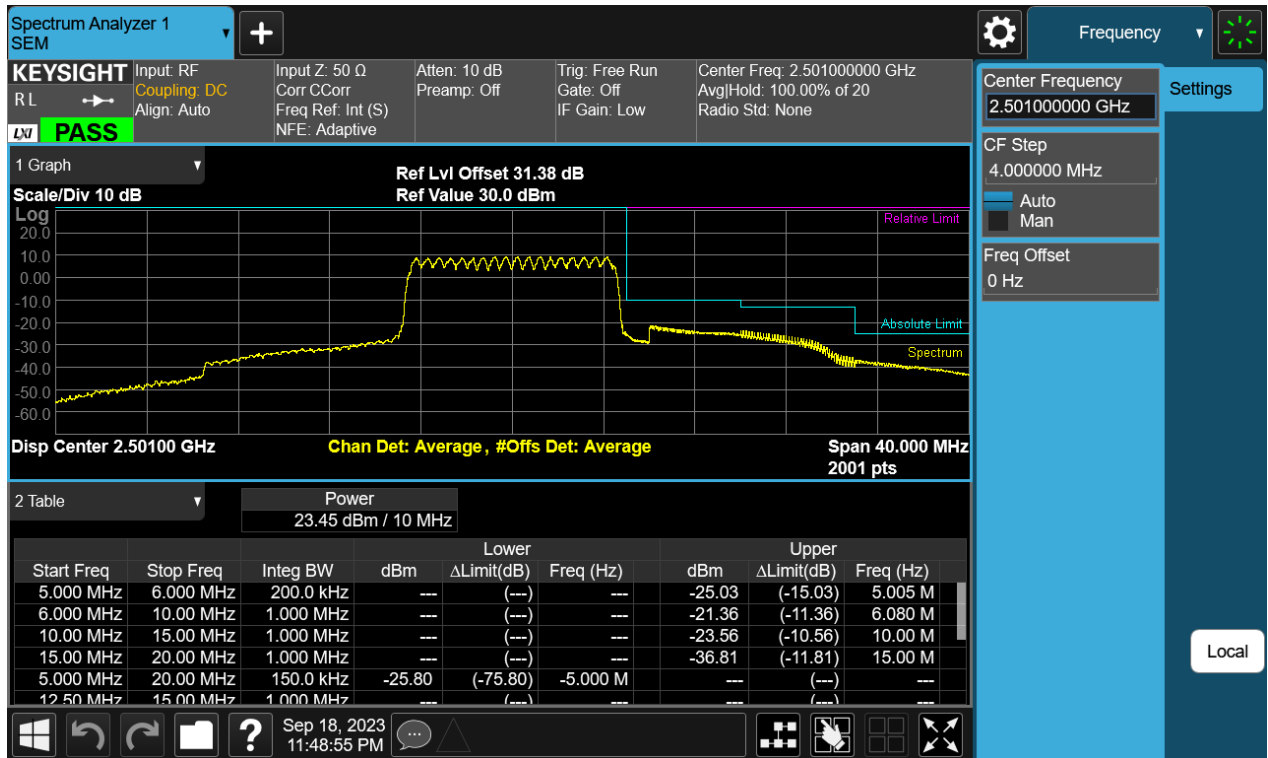 Spectrum Analyzer 1
SEM
+
Frequency
KEYSIGHT
RL
LXI
PASS
Input: RF
Coupling: DC
Align: Auto
Input Z: 50 Ω
Corr CCorr
Freq Ref: Int (S)
NFE: Adaptive
Atten: 10 dB
Preamp: Off
Trig: Free Run
Gate: Off
IF Gain: Low
Center Freq: 2.501000000 GHz
Avg|Hold: 100.00% of 20
Radio Std: None
Center Frequency
2.501000000 GHz
Settings
CF Step
4.000000 MHz
Auto
Man
Freq Offset
0 Hz
1 Graph
Ref Lvl Offset 31.38 dB
Scale/Div 10 dB
Ref Value 30.0 dBm
Log
Relative Limit
20.0
10.0
0.00
-10.0
-20.0
Absolute Limit
-30.0
Spectrum
-40.0
-50.0
-60.0
Disp Center 2.50100 GHz
Chan Det: Average, #Offs Det: Average
Span 40.000 MHz
2001 pts
2 Table
Power
23.45 dBm / 10 MHz
Lower Upper
Start Freq Stop Freq Integ BW dBm ΔLimit(dB) Freq (Hz) dBm ΔLimit(dB) Freq (Hz)
5.000 MHz 6.000 MHz 200.0 kHz --- (---) --- -25.03 (-15.03) 5.005 M
6.000 MHz 10.00 MHz 1.000 MHz --- (---) --- -21.36 (-11.36) 6.080 M
10.00 MHz 15.00 MHz 1.000 MHz --- (---) --- -23.56 (-10.56) 10.00 M
15.00 MHz 20.00 MHz 1.000 MHz --- (---) --- -36.81 (-11.81) 15.00 M
5.000 MHz 20.00 MHz 150.0 kHz -25.80 (-75.80) -5.000 M --- (---) ---
12.50 MHz 15.00 MHz 1.000 MHz --- (---) --- --- (---) ---
Local
?
Sep 18, 2023
11:48:55 PM